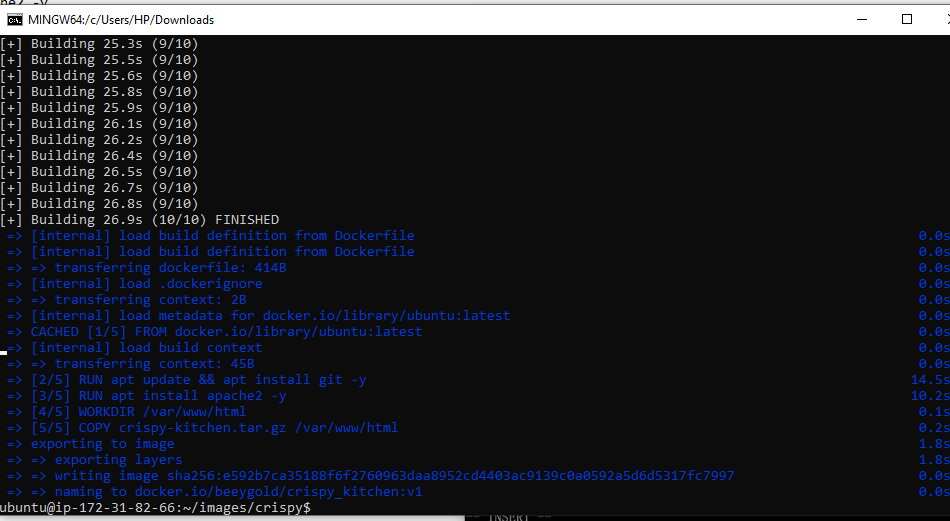 MINGW64:/c/Users/HP/Downloads
[+] Building 25.3s (9/10)
[+] Building 25.5s (9/10)
[+] Building 25.6s (9/10)
[+] Building 25.8s (9/10)
[+] Building 25.9s (9/10)
[+] Building 26.1s (9/10)
[+] Building 26.2s (9/10)
[+] Building 26.4s (9/10)
[+] Building 26.5s (9/10)
[+] Building 26.7s (9/10)
[+] Building 26.8s (9/10)
[+] Building 26.9s (10/10) FINISHED
=> [internal] load build definition from Dockerfile 0.0s
=> [internal] load build definition from Dockerfile 0.0s
=> => transferring dockerfile: 414B 0.0s
=> [internal] load .dockerignore 0.0s
=> => transferring context: 2B 0.0s
=> [internal] load metadata for docker.io/library/ubuntu:latest 0.0s
=> CACHED [1/5] FROM docker.io/library/ubuntu:latest 0.0s
=> [internal] load build context 0.0s
=> => transferring context: 45B 0.0s
=> [2/5] RUN apt update && apt install git -y 14.5s
=> [3/5] RUN apt install apache2 -y 10.2s
=> [4/5] WORKDIR /var/www/html 0.1s
=> [5/5] COPY crispy-kitchen.tar.gz /var/www/html 0.2s
=> exporting to image 1.8s
=> => exporting layers 1.8s
=> => writing image sha256:e592b7ca35188f6f2760963daa8952cd4403ac9139c0a0592a5d6d5317fc7997 0.0s
=> => naming to docker.io/beeygold/crispy_kitchen:v1 0.0s
ubuntu@ip-172-31-82-66:~/images/crispy$